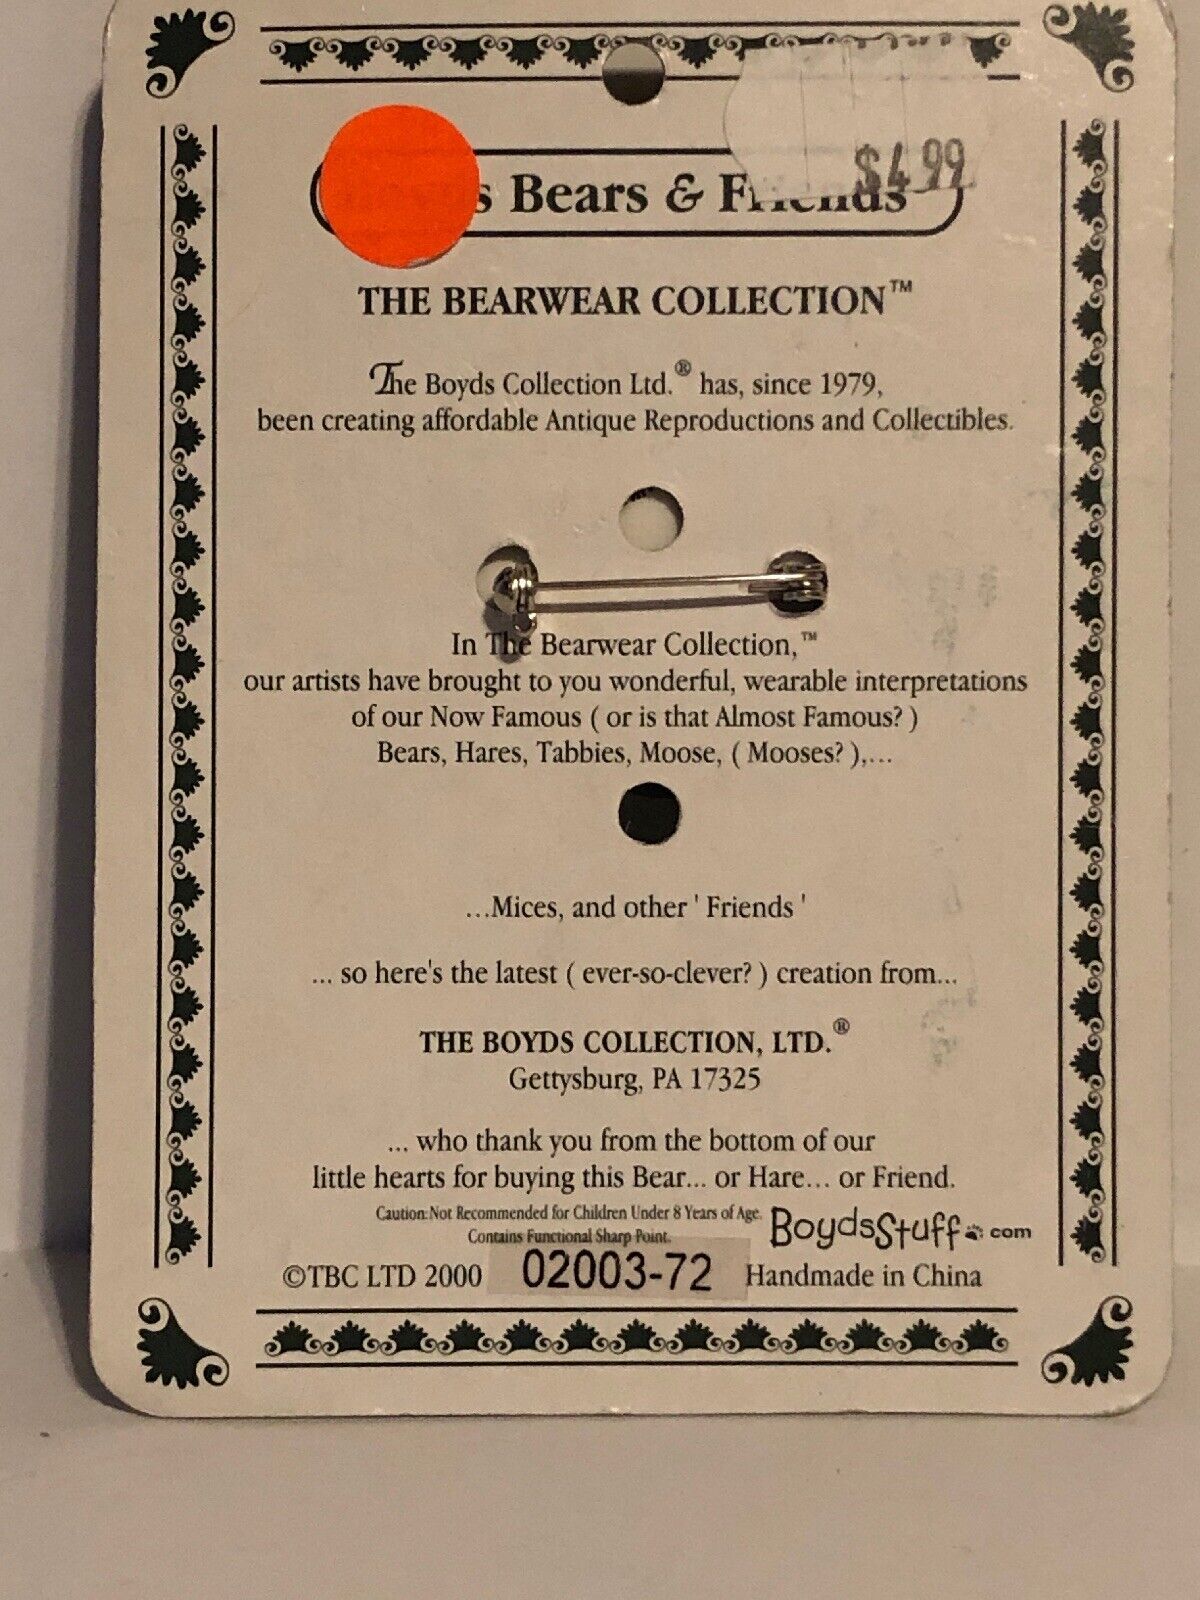 $4.99
s Bears & Friends
THE BEARWEAR COLLECTION™
The Boyds Collection Ltd.® has, since 1979,
been creating affordable Antique Reproductions and Collectibles.
In The Bearwear Collection,™
our artists have brought to you wonderful, wearable interpretations
of our Now Famous ( or is that Almost Famous? )
Bears, Hares, Tabbies, Moose, ( Mooses? ),...
...Mices, and other ' Friends '
... so here's the latest ( ever-so-clever? ) creation from...
THE BOYDS COLLECTION, LTD.®
Gettysburg, PA 17325
... who thank you from the bottom of our
little hearts for buying this Bear... or Hare... or Friend.
Caution:Not Recommended for Children Under 8 Years of Age.
Contains Functional Sharp Point.
BoydsStuff.com
©TBC LTD 2000 02003-72 Handmade in China